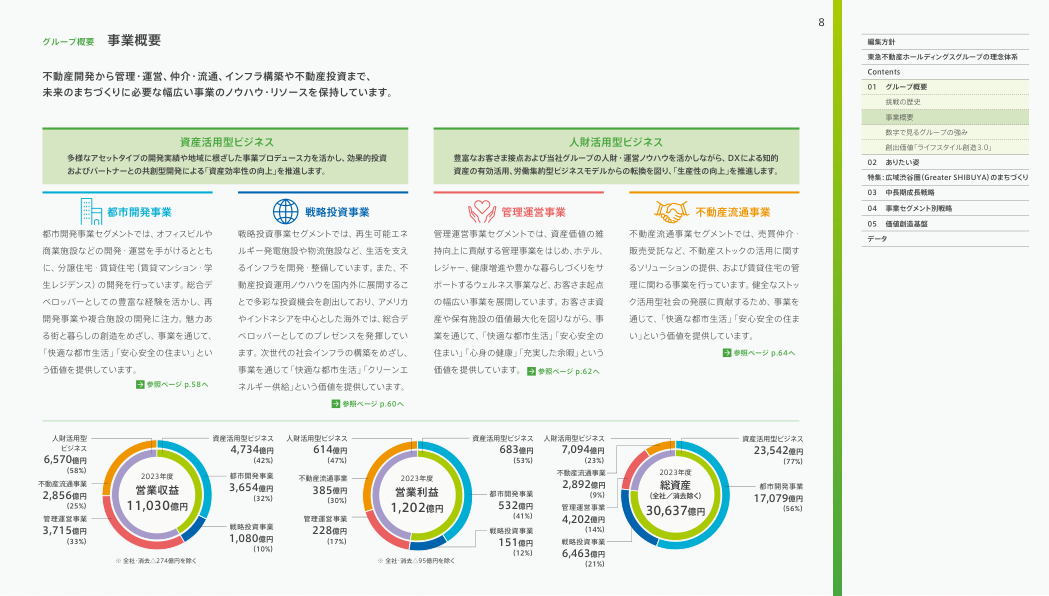 8
グループ概要　事業概要
不動産開発から管理・運営、仲介・流通、インフラ構築や不動産投資まで、
未来のまちづくりに必要な幅広い事業のノウハウ・リソースを保持しています。
資産活用型ビジネス
多様なアセットタイプの開発実績や地域に根ざした事業プロデュース力を活かし、効果的投資
およびパートナーとの共創型開発による「資産効率性の向上」を推進します。
人財活用型ビジネス
豊富なお客さま接点および当社グループの人財・運営ノウハウを活かしながら、DXによる知的
資産の有効活用、労働集約型ビジネスモデルからの転換を図り、「生産性の向上」を推進します。
都市開発事業
都市開発事業セグメントでは、オフィスビルや
商業施設などの開発・運営を手がけるととも
に、分譲住宅・賃貸住宅（賃貸マンション・学
生レジデンス）の開発を行っています。総合デ
ベロッパーとしての豊富な経験を活かし、再
開発事業や複合施設の開発に注力。魅力あ
る街と暮らしの創造をめざし、事業を通じて、
「快適な都市生活」「安心安全の住まい」とい
う価値を提供しています。
参照ページ p.58へ
戦略投資事業
戦略投資事業セグメントでは、再生可能エネ
ルギー発電施設や物流施設など、生活を支え
るインフラを開発・整備しています。また、不
動産投資運用ノウハウを国内外に展開するこ
とで多彩な投資機会を創出しており、アメリカ
やインドネシアを中心とした海外では、総合デ
ベロッパーとしてのプレゼンスを発揮してい
ます。次世代の社会インフラの構築をめざし、
事業を通じて「快適な都市生活」「クリーンエ
ネルギー供給」という価値を提供しています。
参照ページ p.60へ
管理運営事業
管理運営事業セグメントでは、資産価値の維
持向上に貢献する管理事業をはじめ、ホテル、
レジャー、健康増進や豊かな暮らしづくりをサ
ポートするウェルネス事業など、お客さま起点
の幅広い事業を展開しています。お客さま資
産や保有施設の価値最大化を図りながら、事
業を通じて、「快適な都市生活」「安心安全の
住まい」「心身の健康」「充実した余暇」という
価値を提供しています。
参照ページ p.62へ
不動産流通事業
不動産流通事業セグメントでは、売買仲介・
販売受託など、不動産ストックの活用に関す
るソリューションの提供、および賃貸住宅の管
理に関わる事業を行っています。健全なストッ
ク活用型社会の発展に貢献するため、事業を
通じて、「快適な都市生活」「安心安全の住ま
い」という価値を提供しています。
参照ページ p.64へ
人財活用型
ビジネス
6,570億円
(58%)
不動産流通事業
2,856億円
(25%)
管理運営事業
3,715億円
(33%)
2023年度
営業収益
11,030億円
資産活用型ビジネス
4,734億円
(42%)
都市開発事業
3,654億円
(32%)
戦略投資事業
1,080億円
(10%)
※ 全社・消去△274億円を除く
人財活用型ビジネス
614億円
(47%)
不動産流通事業
385億円
(30%)
管理運営事業
228億円
(17%)
2023年度
営業利益
1,202億円
資産活用型ビジネス
683億円
(53%)
都市開発事業
532億円
(41%)
戦略投資事業
151億円
(12%)
※ 全社・消去△95億円を除く
人財活用型ビジネス
7,094億円
(23%)
不動産流通事業
2,892億円
(9%)
管理運営事業
4,202億円
(14%)
戦略投資事業
6,463億円
(21%)
2023年度
総資産
(全社／消去除く)
30,637億円
資産活用型ビジネス
23,542億円
(77%)
都市開発事業
17,079億円
(56%)
編集方針
東急不動産ホールディングスグループの理念体系
Contents
01　グループ概要
挑戦の歴史
事業概要
数字で見るグループの強み
創出価値「ライフスタイル創造3.0」
02　ありたい姿
特集：広域渋谷圏（Greater SHIBUYA）のまちづくり
03　中長期成長戦略
04　事業セグメント別戦略
05　価値創造基盤
データ